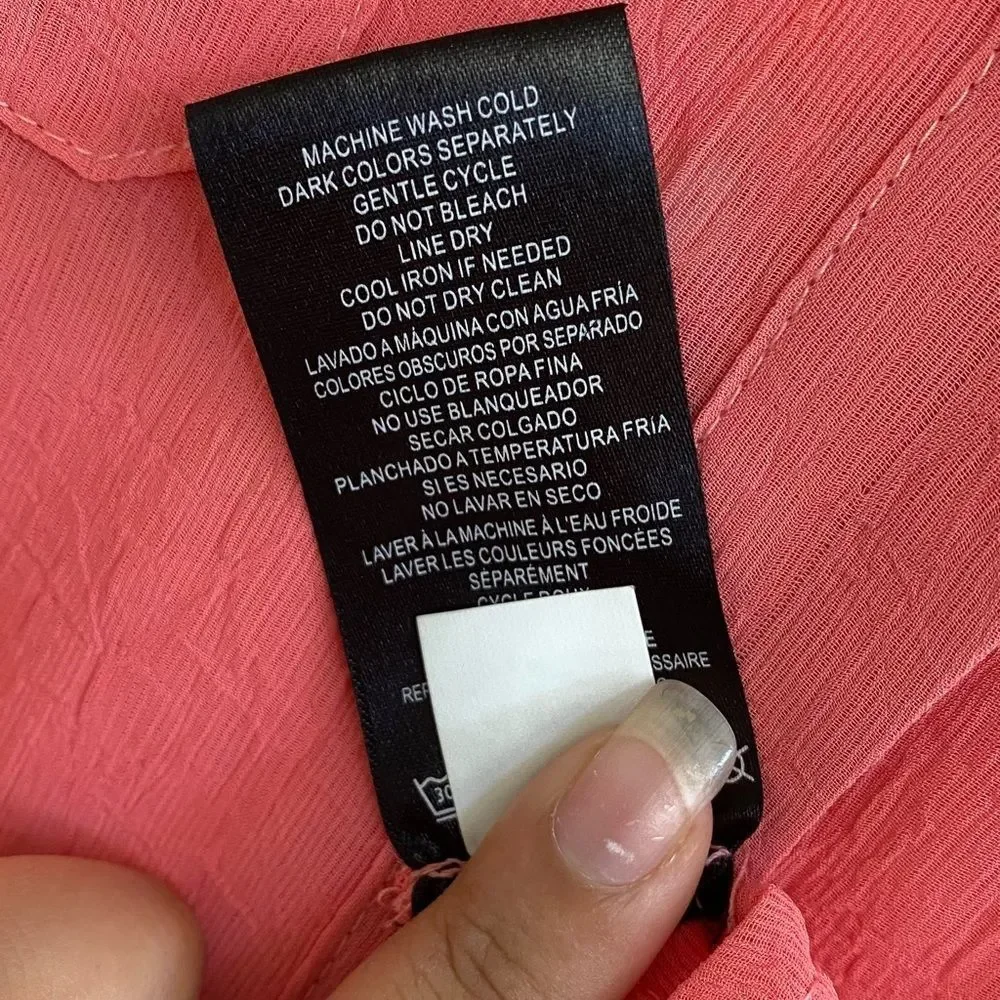 MACHINE WASH COLD
DARK COLORS SEPARATELY
GENTLE CYCLE
DO NOT BLEACH
LINE DRY
COOL IRON IF NEEDED
DO NOT DRY CLEAN
LAVADO A MÁQUINA CON AGUA FRÍA
COLORES OBSCUROS POR SEPARADO
CICLO DE ROPA FINA
NO USE BLANQUEADOR
SECAR COLGADO
PLANCHADO A TEMPERATURA FRÍA
SI ES NECESARIO
NO LAVAR EN SECO
LAVER À LA MACHINE À L'EAU FROIDE
LAVER LES COULEURS FONCÉES
SÉPARÉMENT
CYCLE DOUX
30